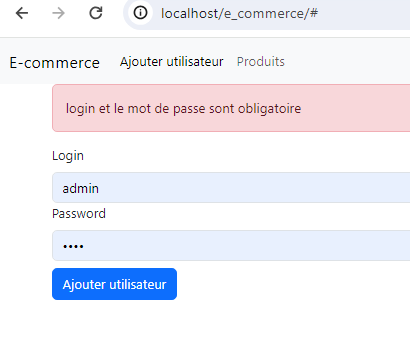 localhost/e_commerce/#
E-commerce Ajouter utilisateur Produits
login et le mot de passe sont obligatoire
Login
admin
Password
••••
Ajouter utilisateur